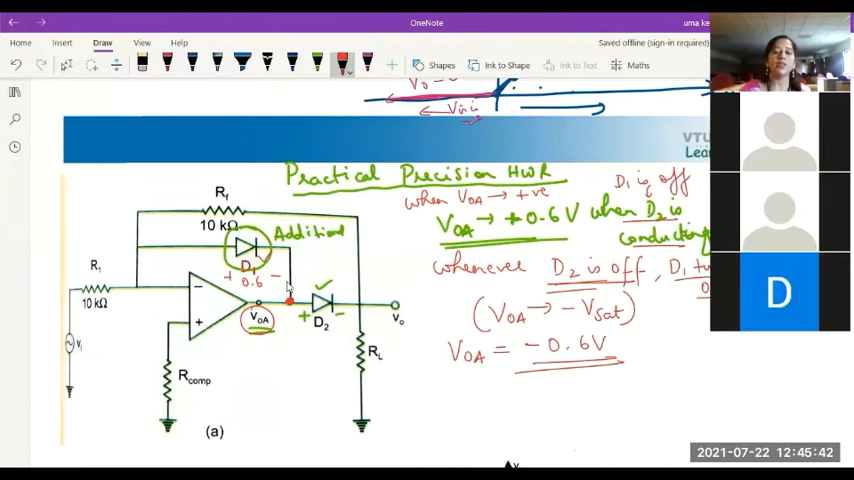 OneNote
uma ke
Home Insert Draw View Help
Saved offline (sign-in required)
Shapes
Ink to Shape
Ink to Text
Maths
VTU
Lear
Practical Precision HWR
D1 is off
when VOA → +ve
VOA → +0.6V when D2 is
conducting
whenever D2 is off, D1 t
(VOA → -Vsat)
VOA = -0.6V
Rf
10 kΩ
Additional
D1
+ 0.6 -
R1
10 kΩ
-
+
VOA
+ D2 -
vo
vi
RL
Rcomp
(a)
D
v
2021-07-22 12:45:42